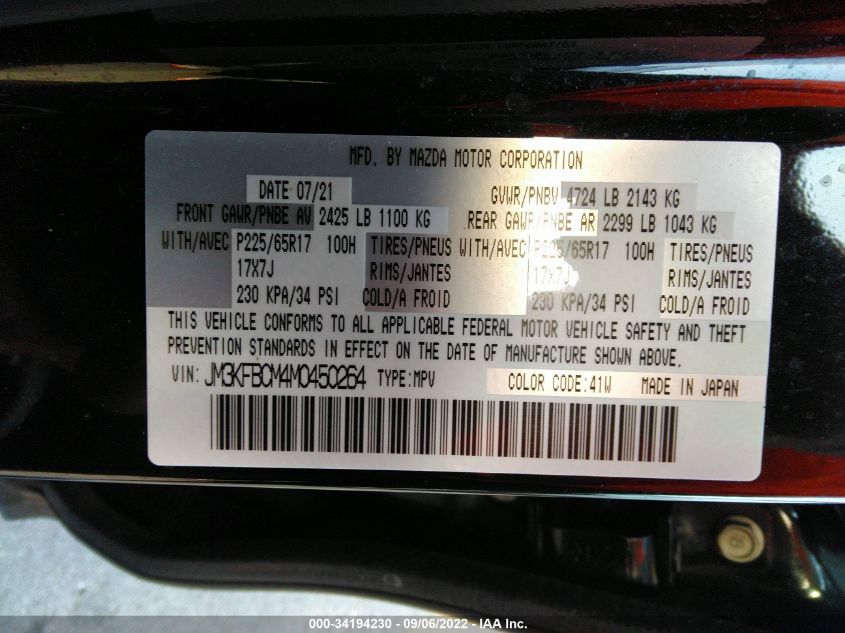 MFD. BY MAZDA MOTOR CORPORATION
DATE 07/21 GVWR/PNBV 4724 LB 2143 KG
FRONT GAWR/PNBE AV 2425 LB 1100 KG REAR GAWR/PNBE AR 2299 LB 1043 KG
WITH/AVEC P225/65R17 100H TIRES/PNEUS WITH/AVEC P225/65R17 100H TIRES/PNEUS
17X7J RIMS/JANTES 17X7J RIMS/JANTES
230 KPA/34 PSI COLD/A FROID 230 KPA/34 PSI COLD/A FROID
THIS VEHICLE CONFORMS TO ALL APPLICABLE FEDERAL MOTOR VEHICLE SAFETY AND THEFT
PREVENTION STANDARDS IN EFFECT ON THE DATE OF MANUFACTURE SHOWN ABOVE.
VIN: JM3KFBCM4M0450264 TYPE:MPV COLOR CODE:41W MADE IN JAPAN
000-34194230 - 09/06/2022 - IAA Inc.